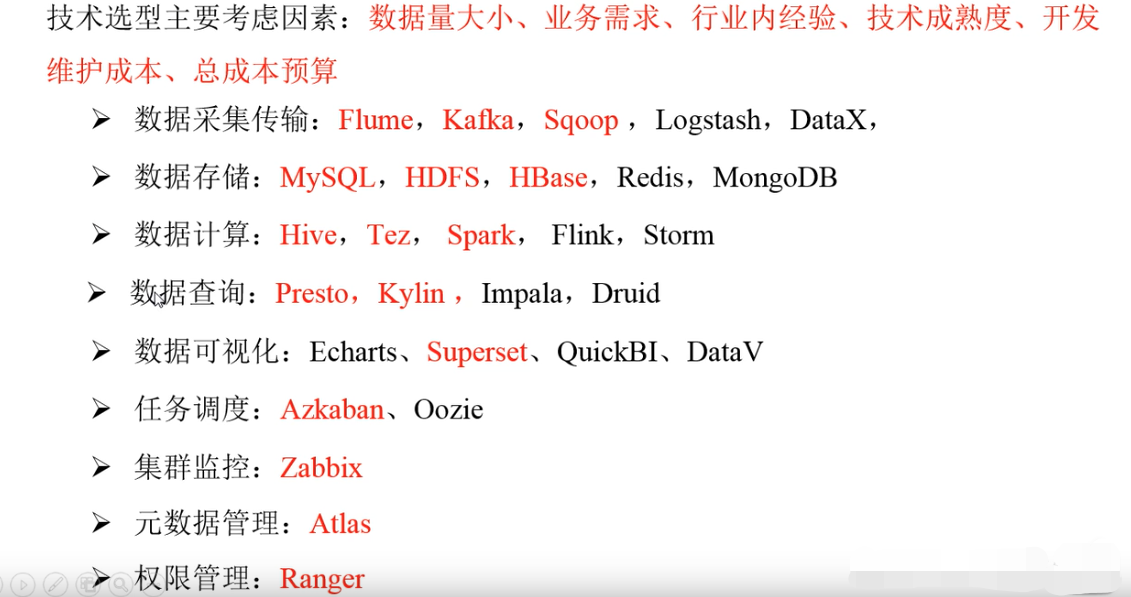 技术选型主要考虑因素：数据量大小、业务需求、行业内经验、技术成熟度、开发
维护成本、总成本预算
➢ 数据采集传输：Flume，Kafka，Sqoop，Logstash，DataX，
➢ 数据存储：MySQL，HDFS，HBase，Redis，MongoDB
➢ 数据计算：Hive，Tez，Spark，Flink，Storm
➢ 数据查询：Presto，Kylin，Impala，Druid
➢ 数据可视化：Echarts、Superset、QuickBI、DataV
➢ 任务调度：Azkaban、Oozie
➢ 集群监控：Zabbix
➢ 元数据管理：Atlas
➢ 权限管理：Ranger